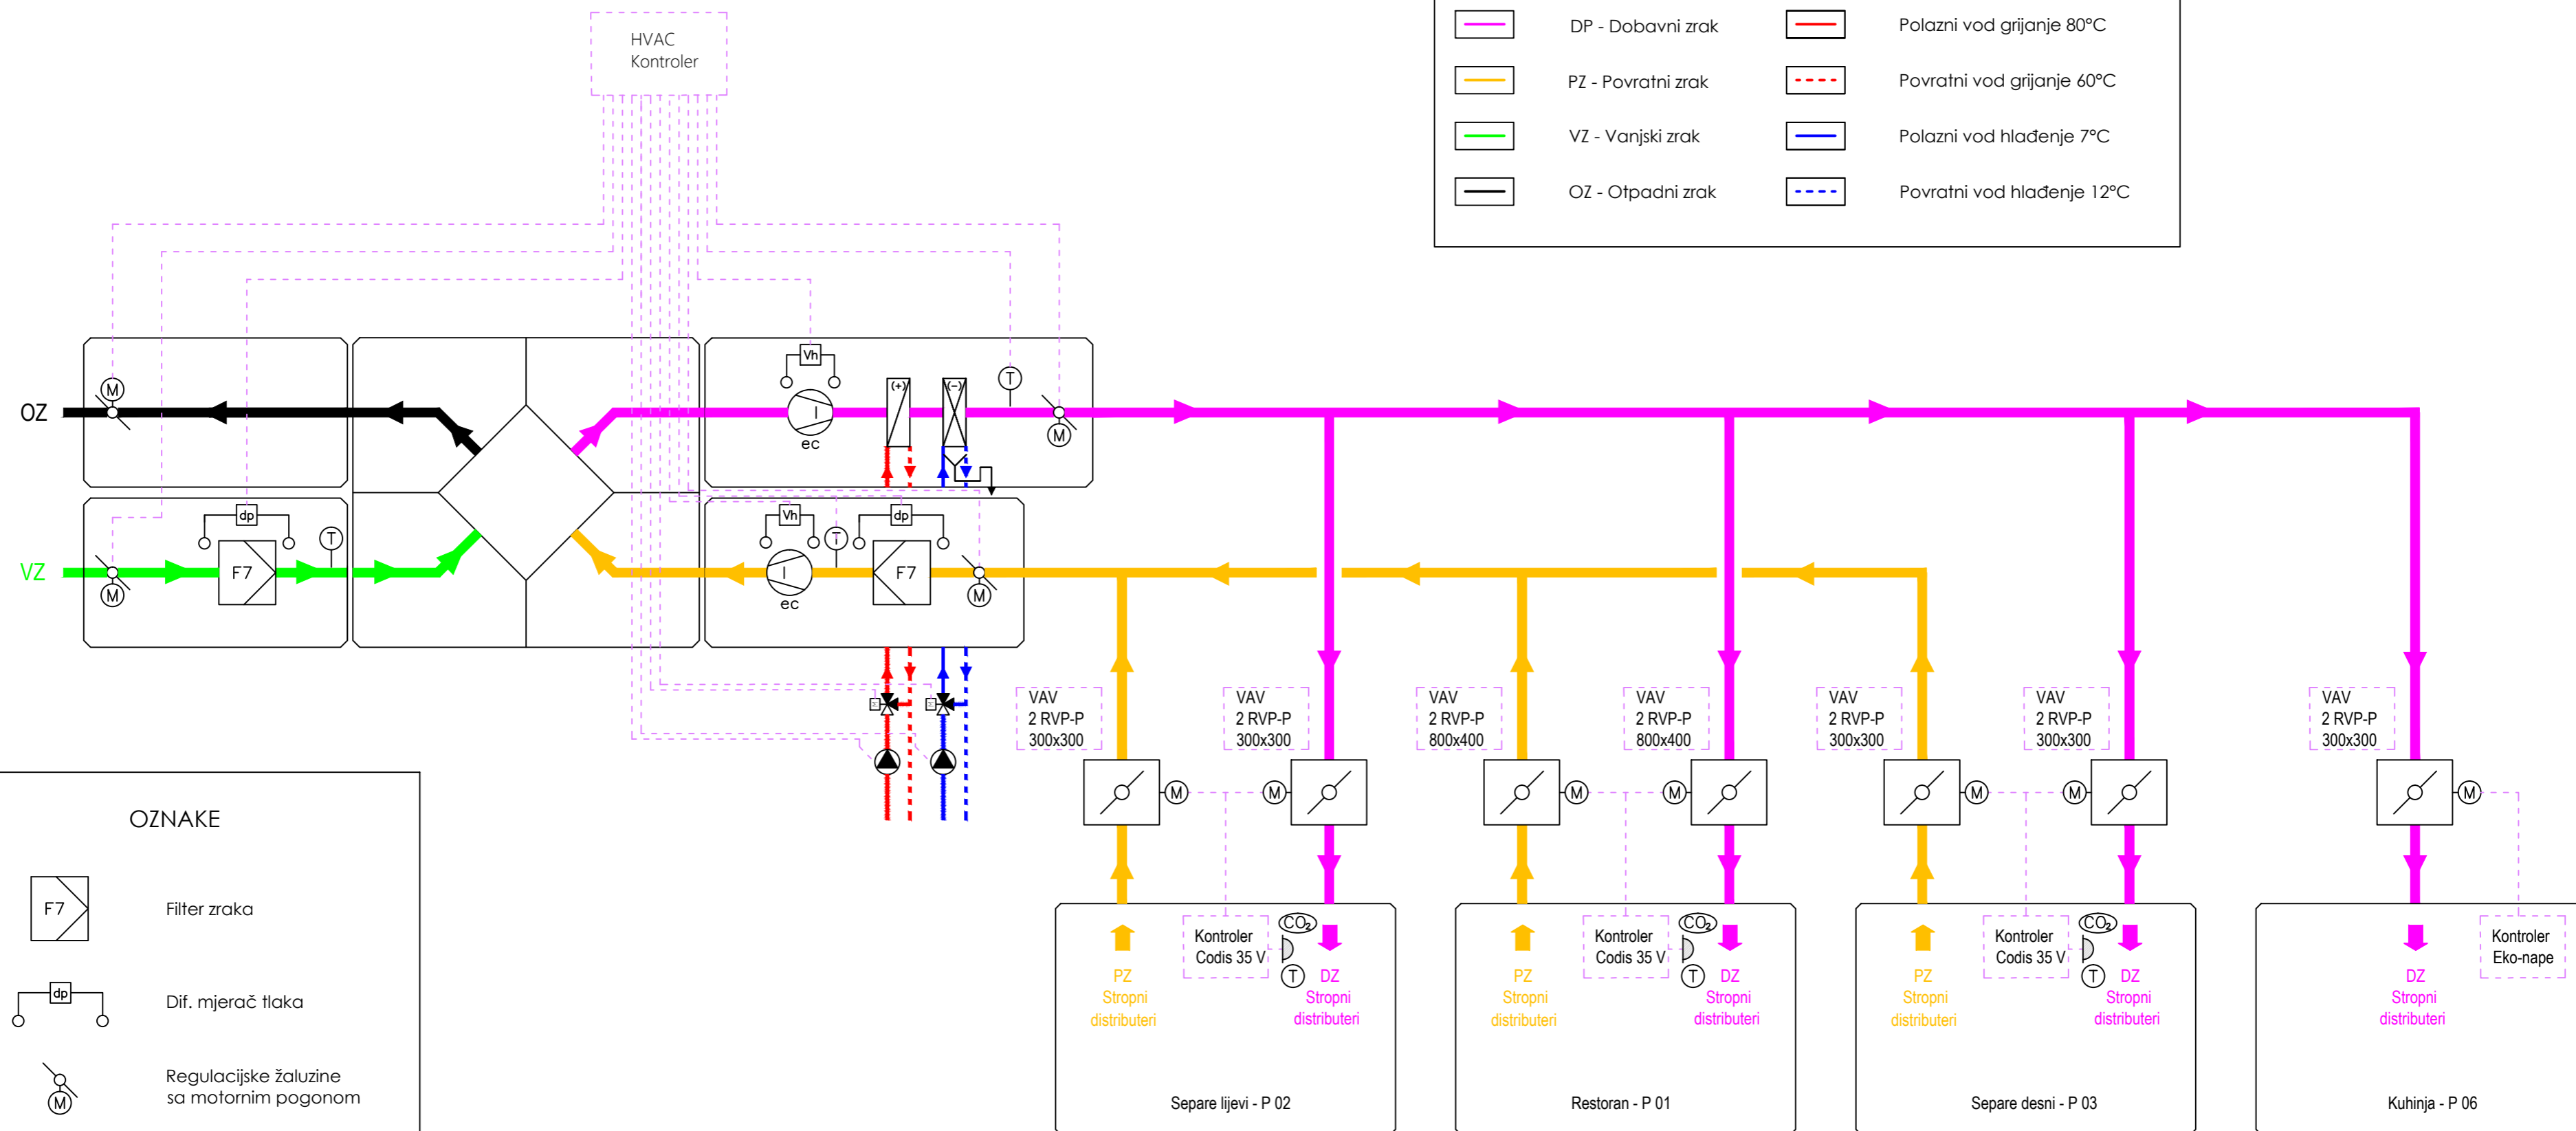 HVAC
Kontroler
DP - Dobavni zrak
Polazni vod grijanje 80°C
PZ - Povratni zrak
Povratni vod grijanje 60°C
VZ - Vanjski zrak
Polazni vod hlađenje 7°C
OZ - Otpadni zrak
Povratni vod hlađenje 12°C
OZ
M
Vh
ec
(+)
(-)
T
M
VZ
M
dp
F7
T
Vh
ec
T
dp
F7
M
VAV
2 RVP-P
300x300
VAV
2 RVP-P
300x300
VAV
2 RVP-P
800x400
VAV
2 RVP-P
800x400
VAV
2 RVP-P
300x300
VAV
2 RVP-P
300x300
VAV
2 RVP-P
300x300
M
M
M
M
M
M
M
PZ
Stropni
distributeri
Kontroler
Codis 35 V
CO₂
T
DZ
Stropni
distributeri
Separe lijevi - P 02
PZ
Stropni
distributeri
Kontroler
Codis 35 V
CO₂
T
DZ
Stropni
distributeri
Restoran - P 01
PZ
Stropni
distributeri
Kontroler
Codis 35 V
CO₂
T
DZ
Stropni
distributeri
Separe desni - P 03
DZ
Stropni
distributeri
Kontroler
Eko-nape
Kuhinja - P 06
OZNAKE
F7
Filter zraka
dp
Dif. mjerač tlaka
M
Regulacijske žaluzine
sa motornim pogonom